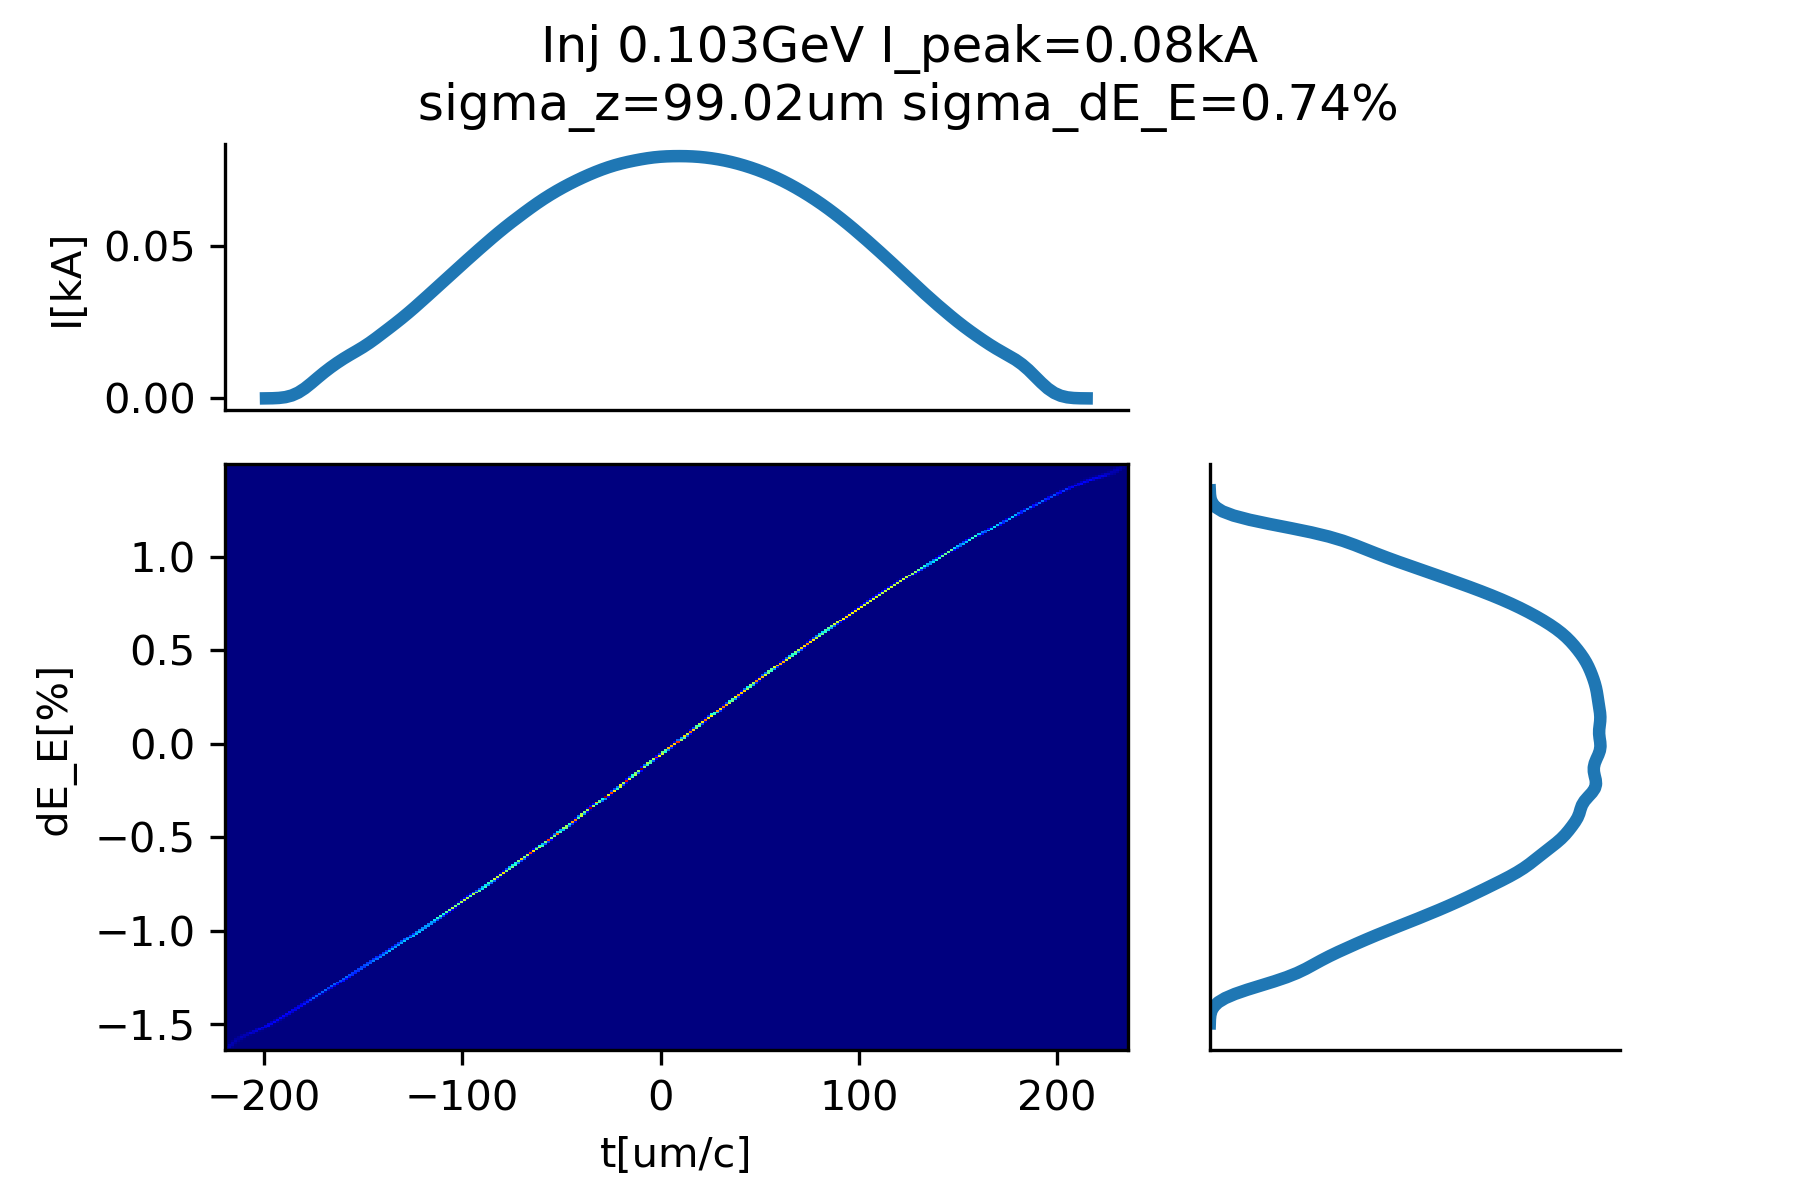 Inj 0.103GeV I_peak=0.08kA
sigma_z=99.02um sigma_dE_E=0.74%
I[kA]
0.05
0.00
dE_E[%]
1.0
0.5
0.0
−0.5
−1.0
−1.5
−200 −100 0 100 200
t[um/c]